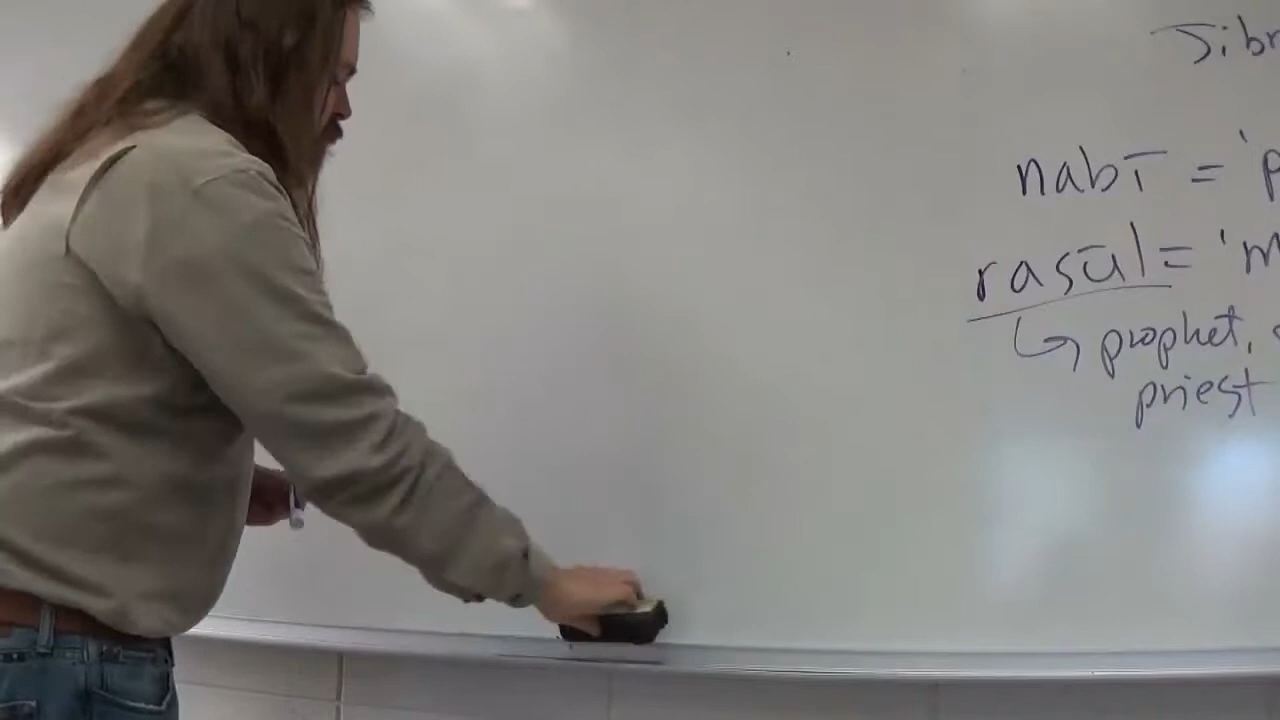 Jibr
nabī = 'p
rasūl = 'm
↳ prophet,
priest